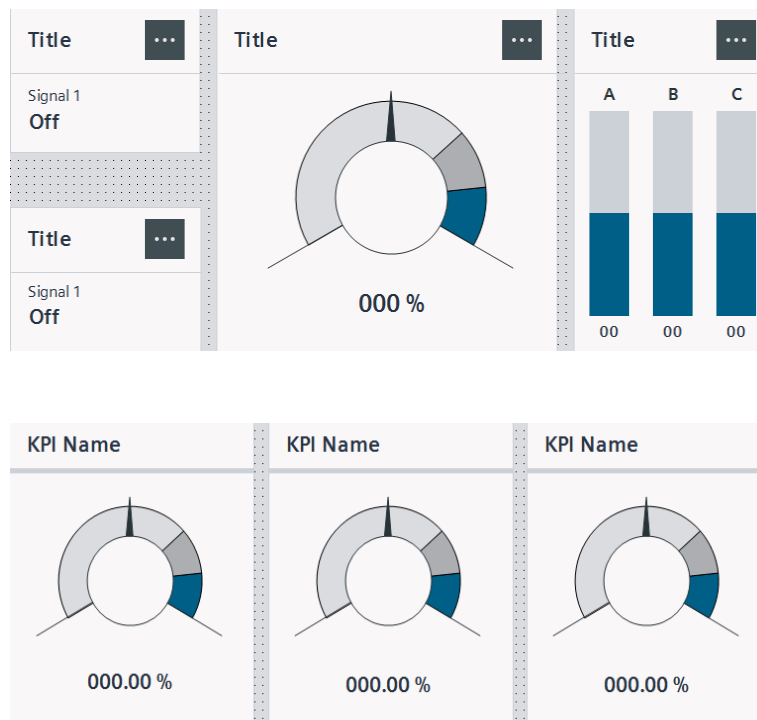 Title
...
Signal 1
Off
Title
...
Signal 1
Off
Title
...
000 %
Title
...
A B C
00 00 00
KPI Name
000.00 %
KPI Name
000.00 %
KPI Name
000.00 %